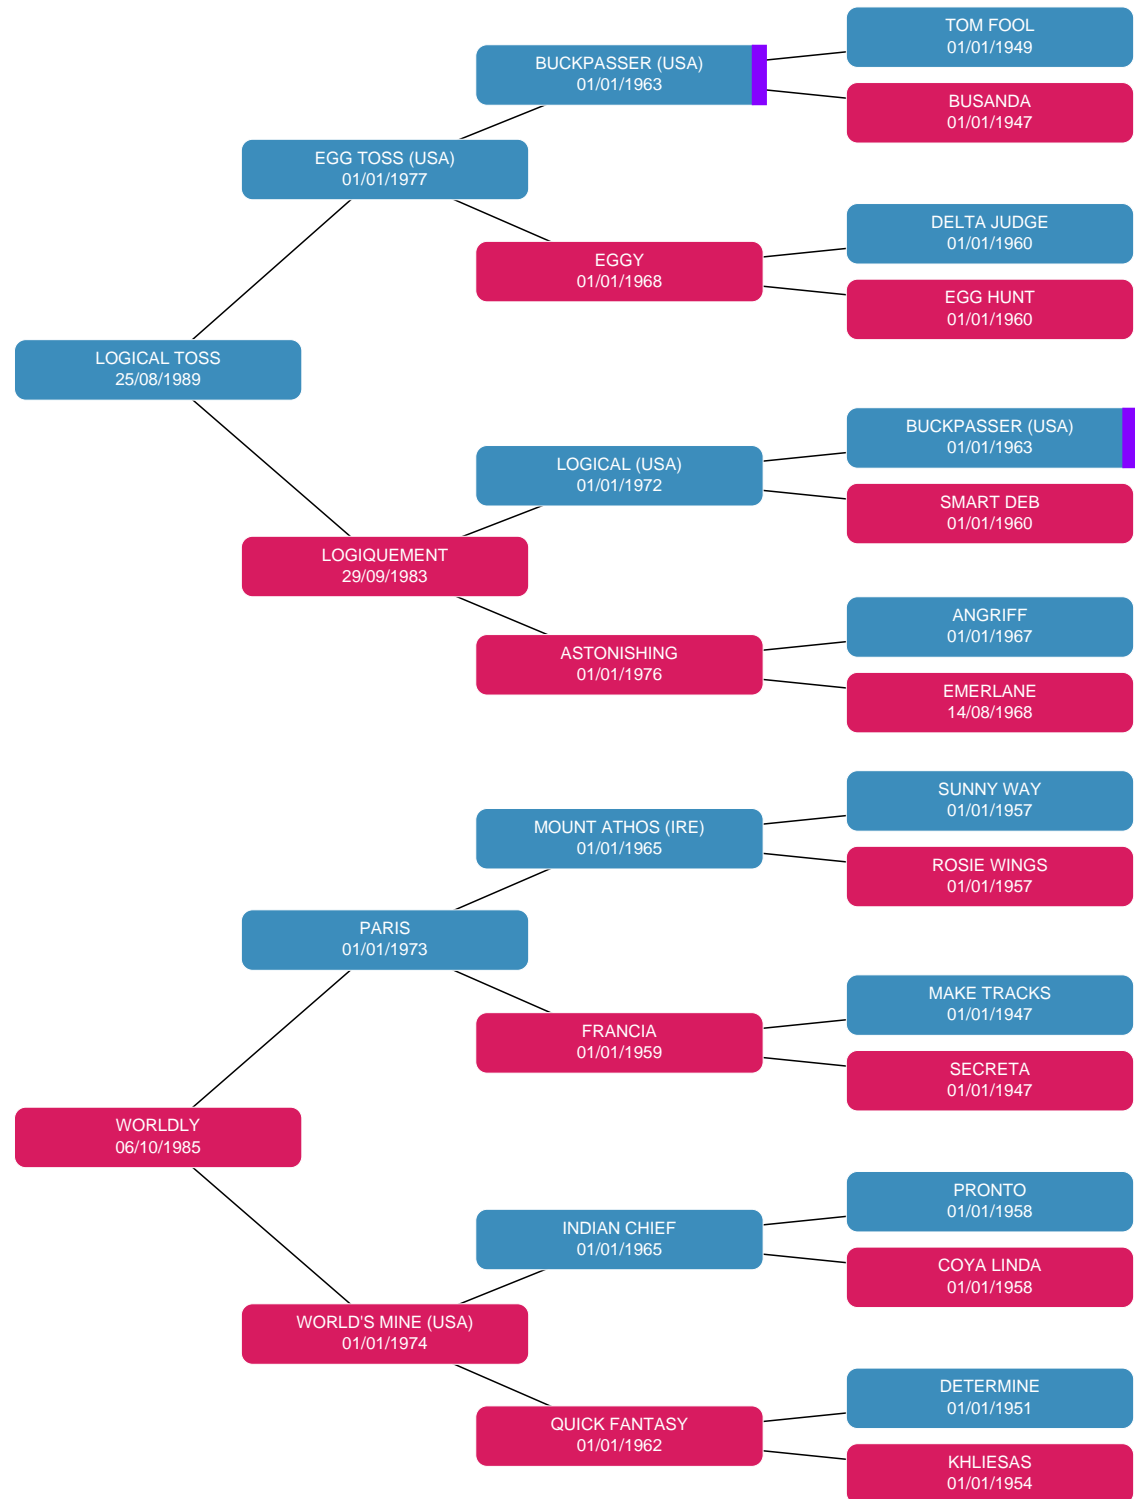 TOM FOOL
01/01/1949
BUCKPASSER (USA)
01/01/1963
BUSANDA
01/01/1947
EGG TOSS (USA)
01/01/1977
DELTA JUDGE
01/01/1960
EGGY
01/01/1968
EGG HUNT
01/01/1960
LOGICAL TOSS
25/08/1989
BUCKPASSER (USA)
01/01/1963
LOGICAL (USA)
01/01/1972
SMART DEB
01/01/1960
LOGIQUEMENT
29/09/1983
ANGRIFF
01/01/1967
ASTONISHING
01/01/1976
EMERLANE
14/08/1968
SUNNY WAY
01/01/1957
MOUNT ATHOS (IRE)
01/01/1965
ROSIE WINGS
01/01/1957
PARIS
01/01/1973
MAKE TRACKS
01/01/1947
FRANCIA
01/01/1959
SECRETA
01/01/1947
WORLDLY
06/10/1985
PRONTO
01/01/1958
INDIAN CHIEF
01/01/1965
COYA LINDA
01/01/1958
WORLD'S MINE (USA)
01/01/1974
DETERMINE
01/01/1951
QUICK FANTASY
01/01/1962
KHLIESAS
01/01/1954